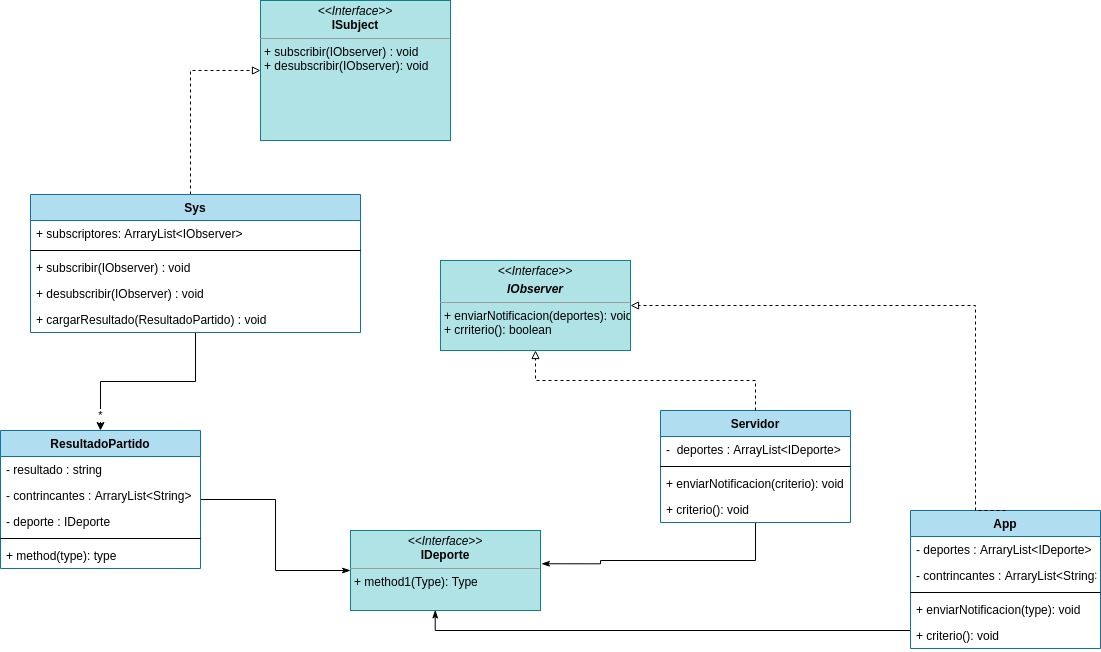 <<Interface>>
ISubject
+ subscribir(IObserver) : void
+ desubscribir(IObserver): void
Sys
+ subscriptores: ArraryList<IObserver>
+ subscribir(IObserver) : void
+ desubscribir(IObserver) : void
+ cargarResultado(ResultadoPartido) : void
<<Interface>>
IObserver
+ enviarNotificacion(deportes): void
+ crriterio(): boolean
*
ResultadoPartido
- resultado : string
- contrincantes : ArraryList<String>
- deporte : IDeporte
+ method(type): type
<<Interface>>
IDeporte
+ method1(Type): Type
Servidor
- deportes : ArrayList<IDeporte>
+ enviarNotificacion(criterio): void
+ criterio(): void
App
- deportes : ArraryList<IDeporte>
- contrincantes : ArraryList<String>
+ enviarNotificacion(type): void
+ criterio(): void